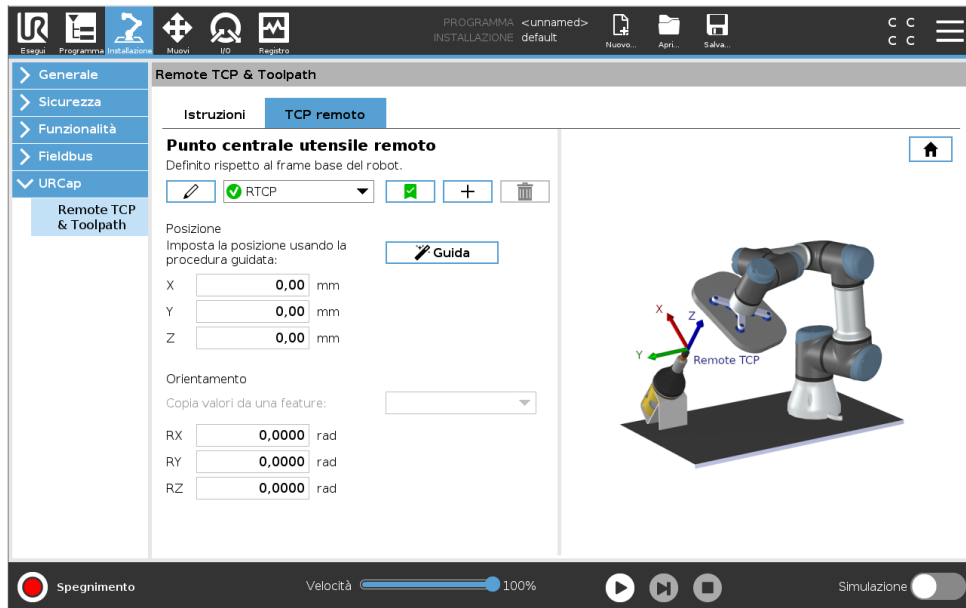 PROGRAMMA <unnamed>
INSTALLAZIONE default
UR
Esegui Programma Installazione Muovi I/O Registro Nuovo... Apri... Salva...
C C
C C
Generale
Sicurezza
Funzionalità
Fieldbus
URCap
Remote TCP
& Toolpath
Remote TCP & Toolpath
Istruzioni TCP remoto
Punto centrale utensile remoto
Definito rispetto al frame base del robot.
RTCP
Posizione
Imposta la posizione usando la
procedura guidata:
Guida
X 0,00 mm
Y 0,00 mm
Z 0,00 mm
Orientamento
Copia valori da una feature:
RX 0,0000 rad
RY 0,0000 rad
RZ 0,0000 rad
X Z
Y
Remote TCP
Spegnimento Velocità 100% Simulazione